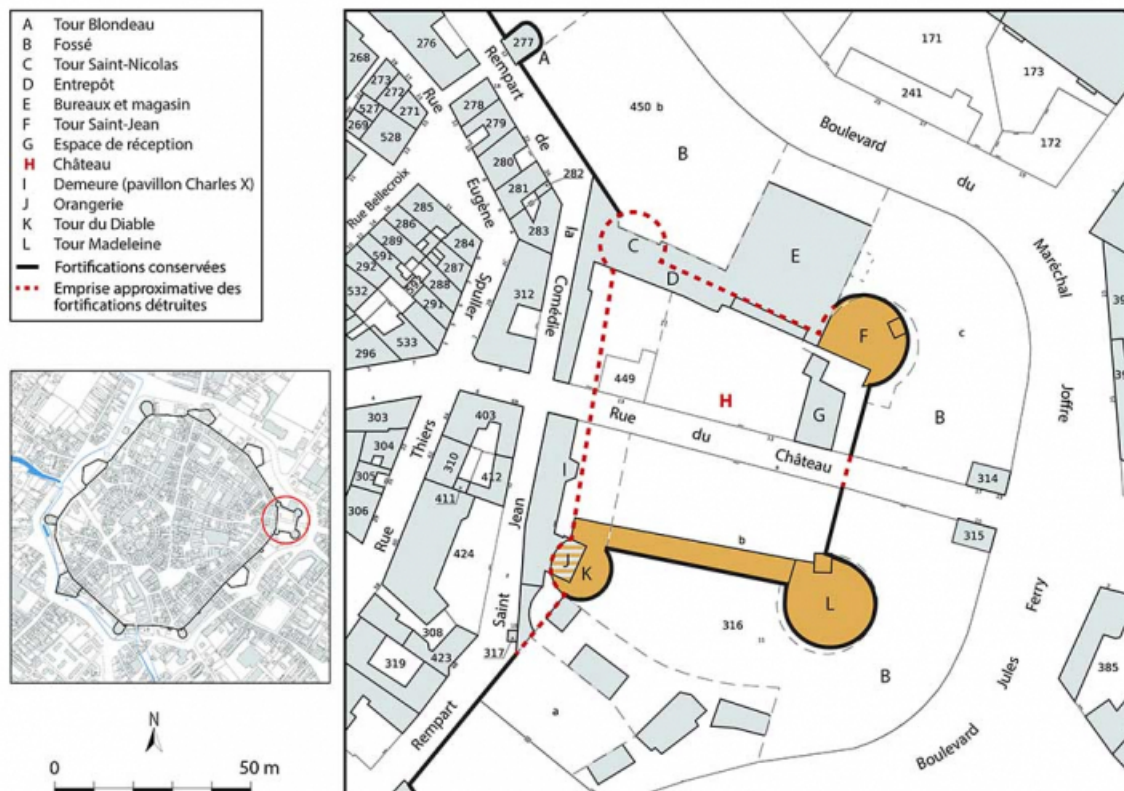 A Tour Blondeau
B Fossé
C Tour Saint-Nicolas
D Entrepôt
E Bureaux et magasin
F Tour Saint-Jean
G Espace de réception
H Château
I Demeure (pavillon Charles X)
J Orangerie
K Tour du Diable
L Tour Madeleine
Fortifications conservées
Emprise approximative des
fortifications détruites
N
0 50 m
276
277
A
268
273
272
527
271
269
528
278
279
280
281
282
283
Rue
Eugène
Spuller
Rempart
de
la
Comédie
Rue Bellecroix
285
286
289
284
591
292
287
288
532
291
533
296
312
450 b
B
171
173
241
172
Boulevard
du
Maréchal
Joffre
C
D
E
F
c
B
449
H
G
Rue
du
Château
314
315
303
304
305
306
403
310
412
411
424
Rue
Thiers
I
J
K
b
L
Saint
Jean
308
317
423
319
Rempart
316
a
B
Boulevard
Jules
Ferry
385